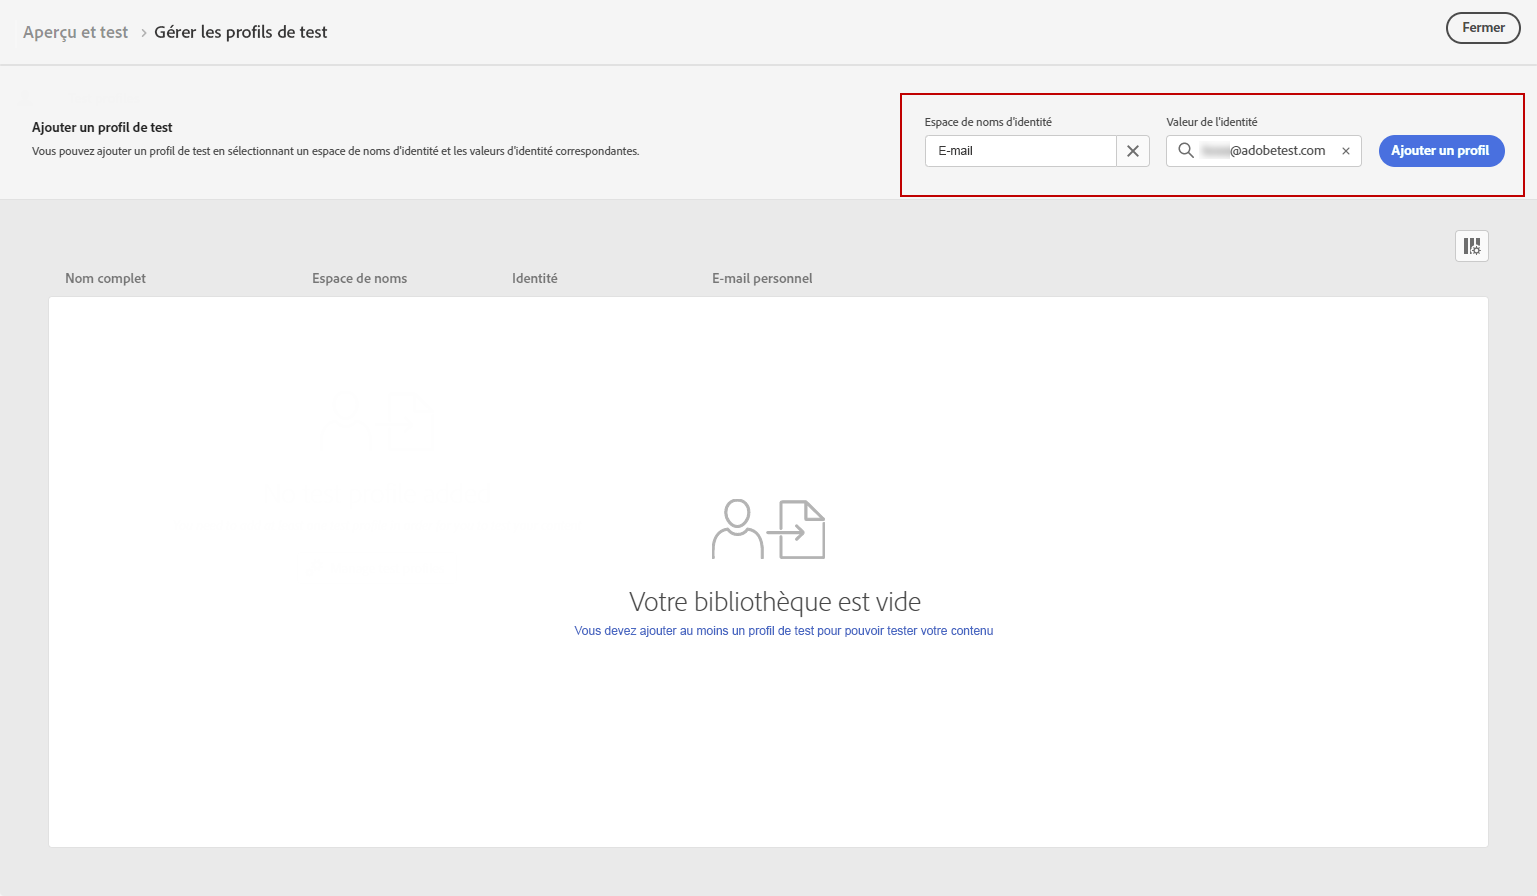 Aperçu et test › Gérer les profils de test
Fermer
Ajouter un profil de test
Vous pouvez ajouter un profil de test en sélectionnant un espace de noms d'identité et les valeurs d'identité correspondantes.
Espace de noms d'identité
Valeur de l'identité
E-mail
@adobetest.com
Ajouter un profil
Nom complet
Espace de noms
Identité
E-mail personnel
Votre bibliothèque est vide
Vous devez ajouter au moins un profil de test pour pouvoir tester votre contenu